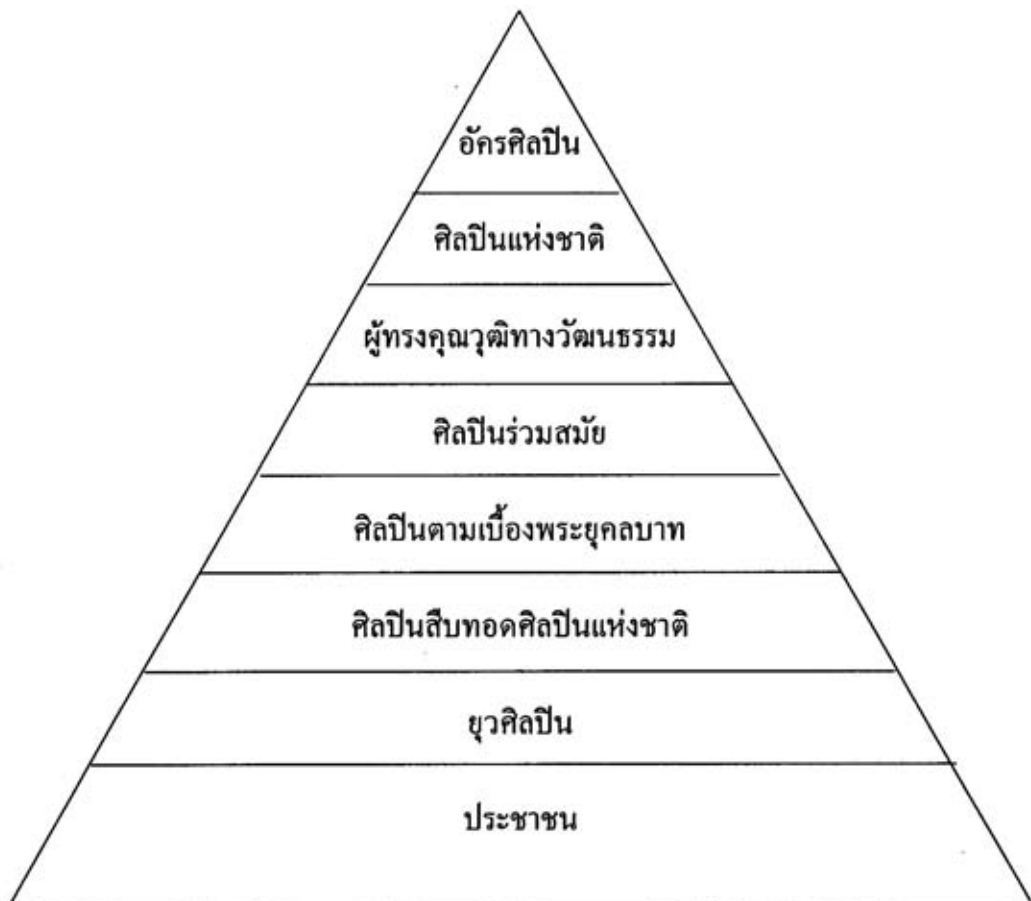 อัครศิลปิน
ศิลปินแห่งชาติ
ผู้ทรงคุณวุฒิทางวัฒนธรรม
ศิลปินร่วมสมัย
ศิลปินตามเบื้องพระยุคลบาท
ศิลปินสืบทอดศิลปินแห่งชาติ
ยุวศิลปิน
ประชาชน